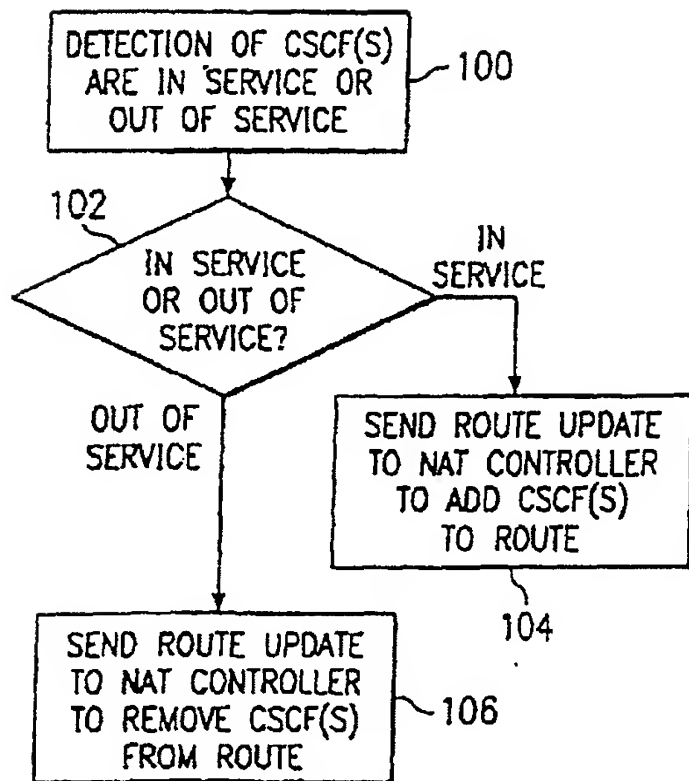 DETECTION OF CSCF(S)
ARE IN SERVICE OR
OUT OF SERVICE
100
102
IN SERVICE
OR OUT OF
SERVICE?
IN
SERVICE
OUT OF
SERVICE
SEND ROUTE UPDATE
TO NAT CONTROLLER
TO ADD CSCF(S)
TO ROUTE
104
SEND ROUTE UPDATE
TO NAT CONTROLLER
TO REMOVE CSCF(S)
FROM ROUTE
106